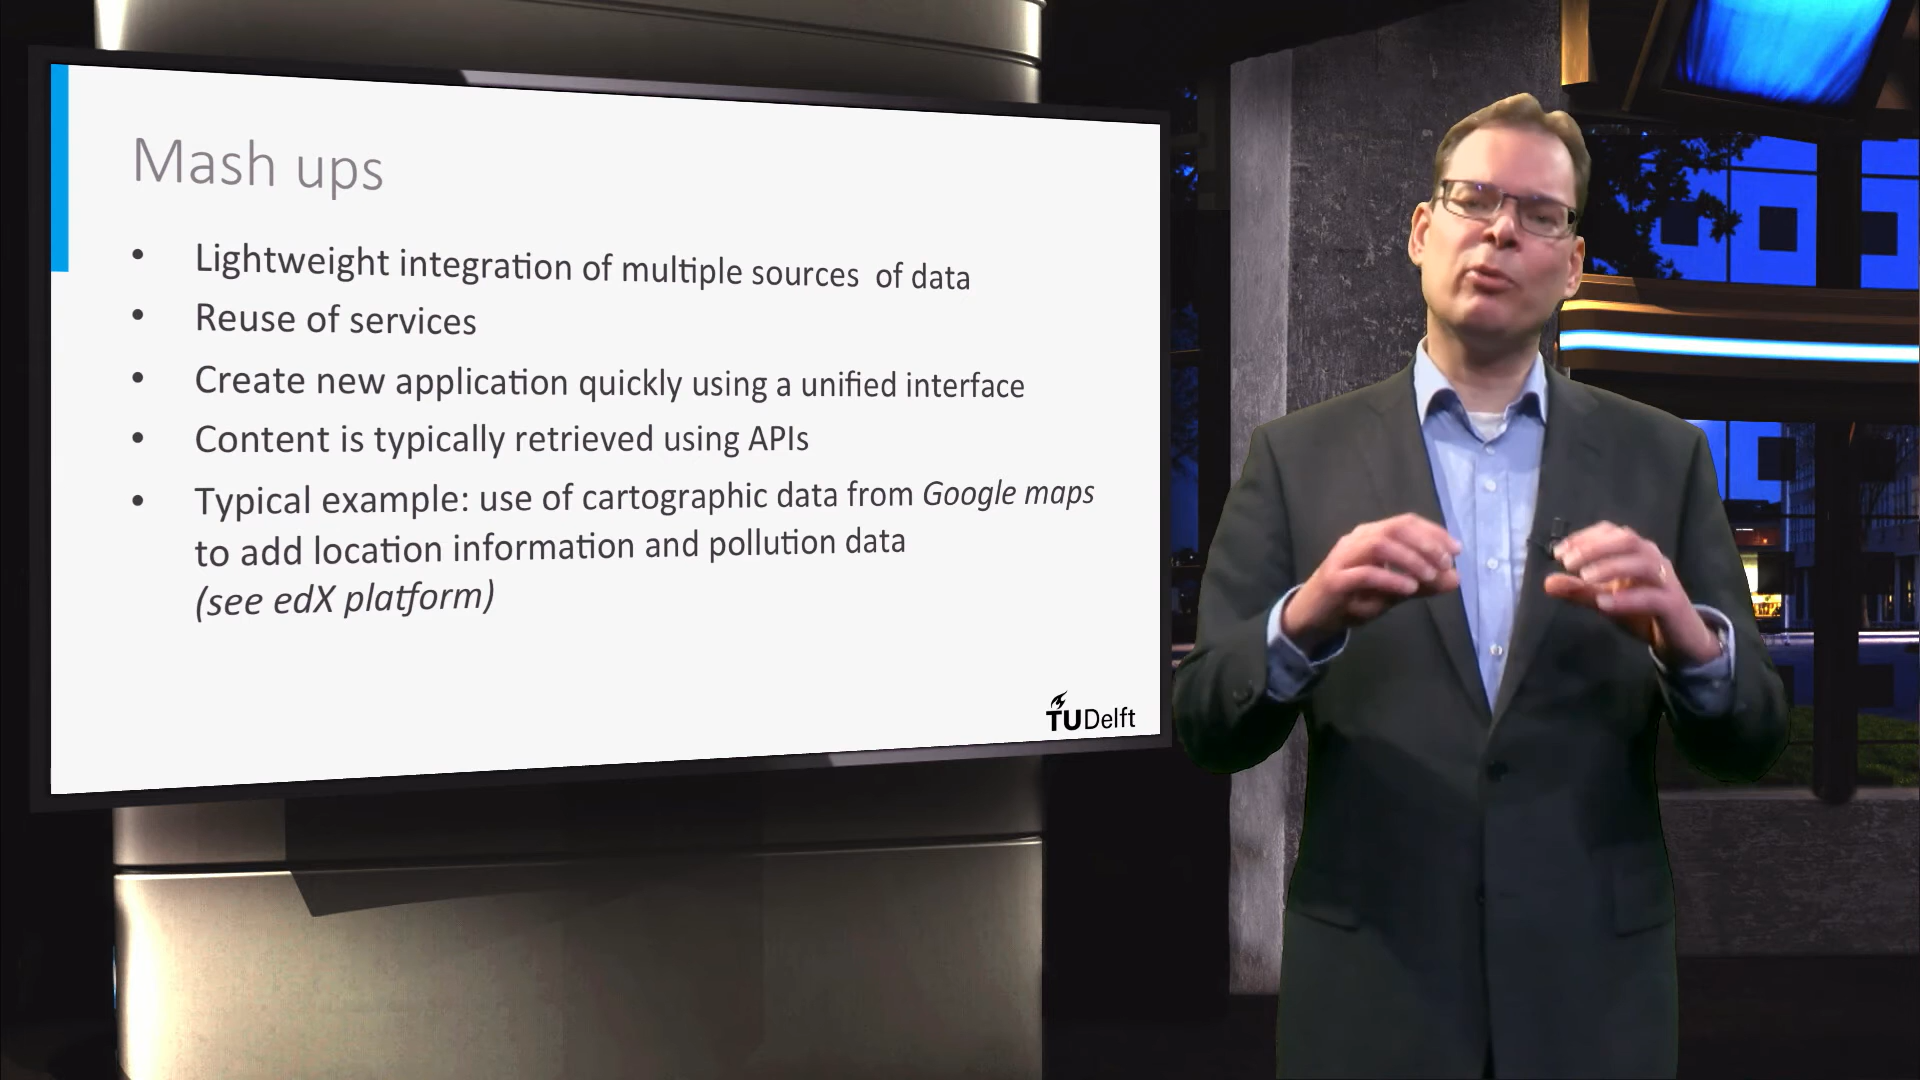 Mash ups
• Lightweight integration of multiple sources of data
• Reuse of services
• Create new application quickly using a unified interface
• Content is typically retrieved using APIs
• Typical example: use of cartographic data from Google maps
to add location information and pollution data
(see edX platform)
TUDelft